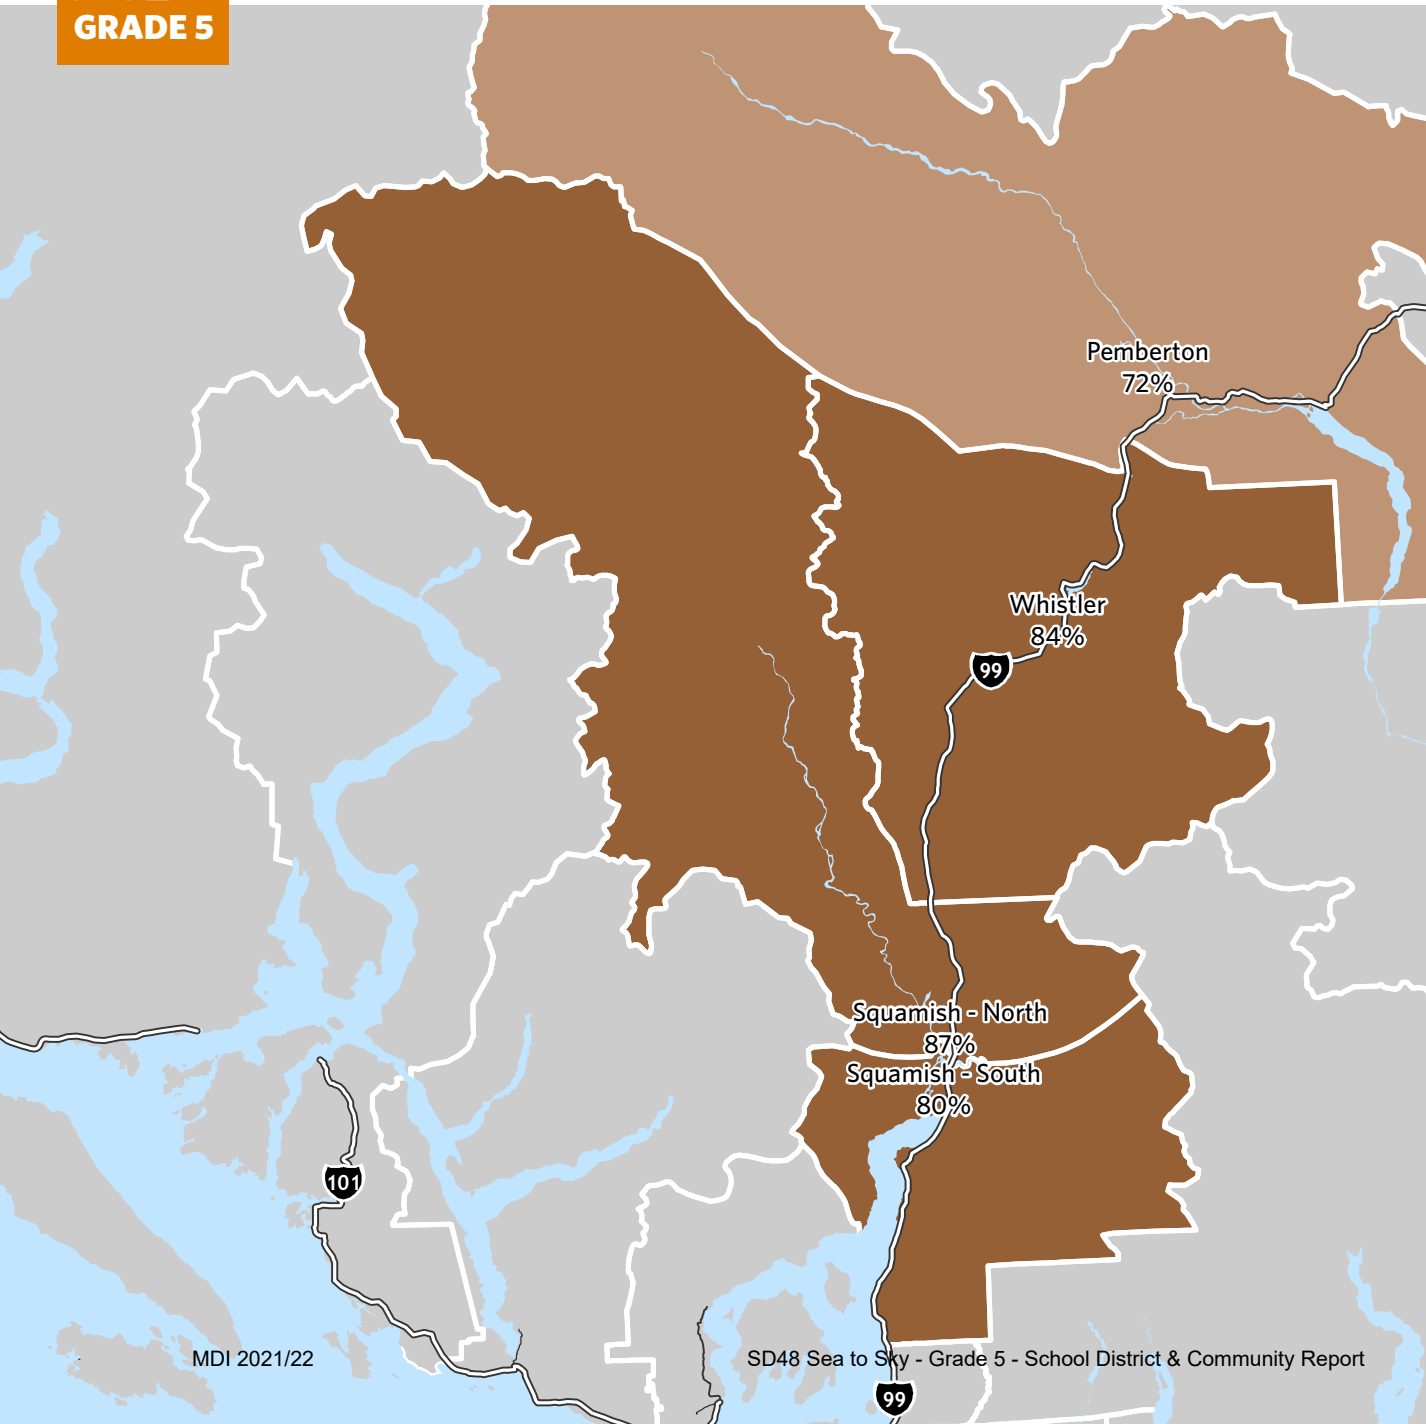 GRADE 5
Pemberton
72%
Whistler
84%
99
Squamish - North
87%
Squamish - South
80%
101
MDI 2021/22
SD48 Sea to Sky - Grade 5 - School District & Community Report
99